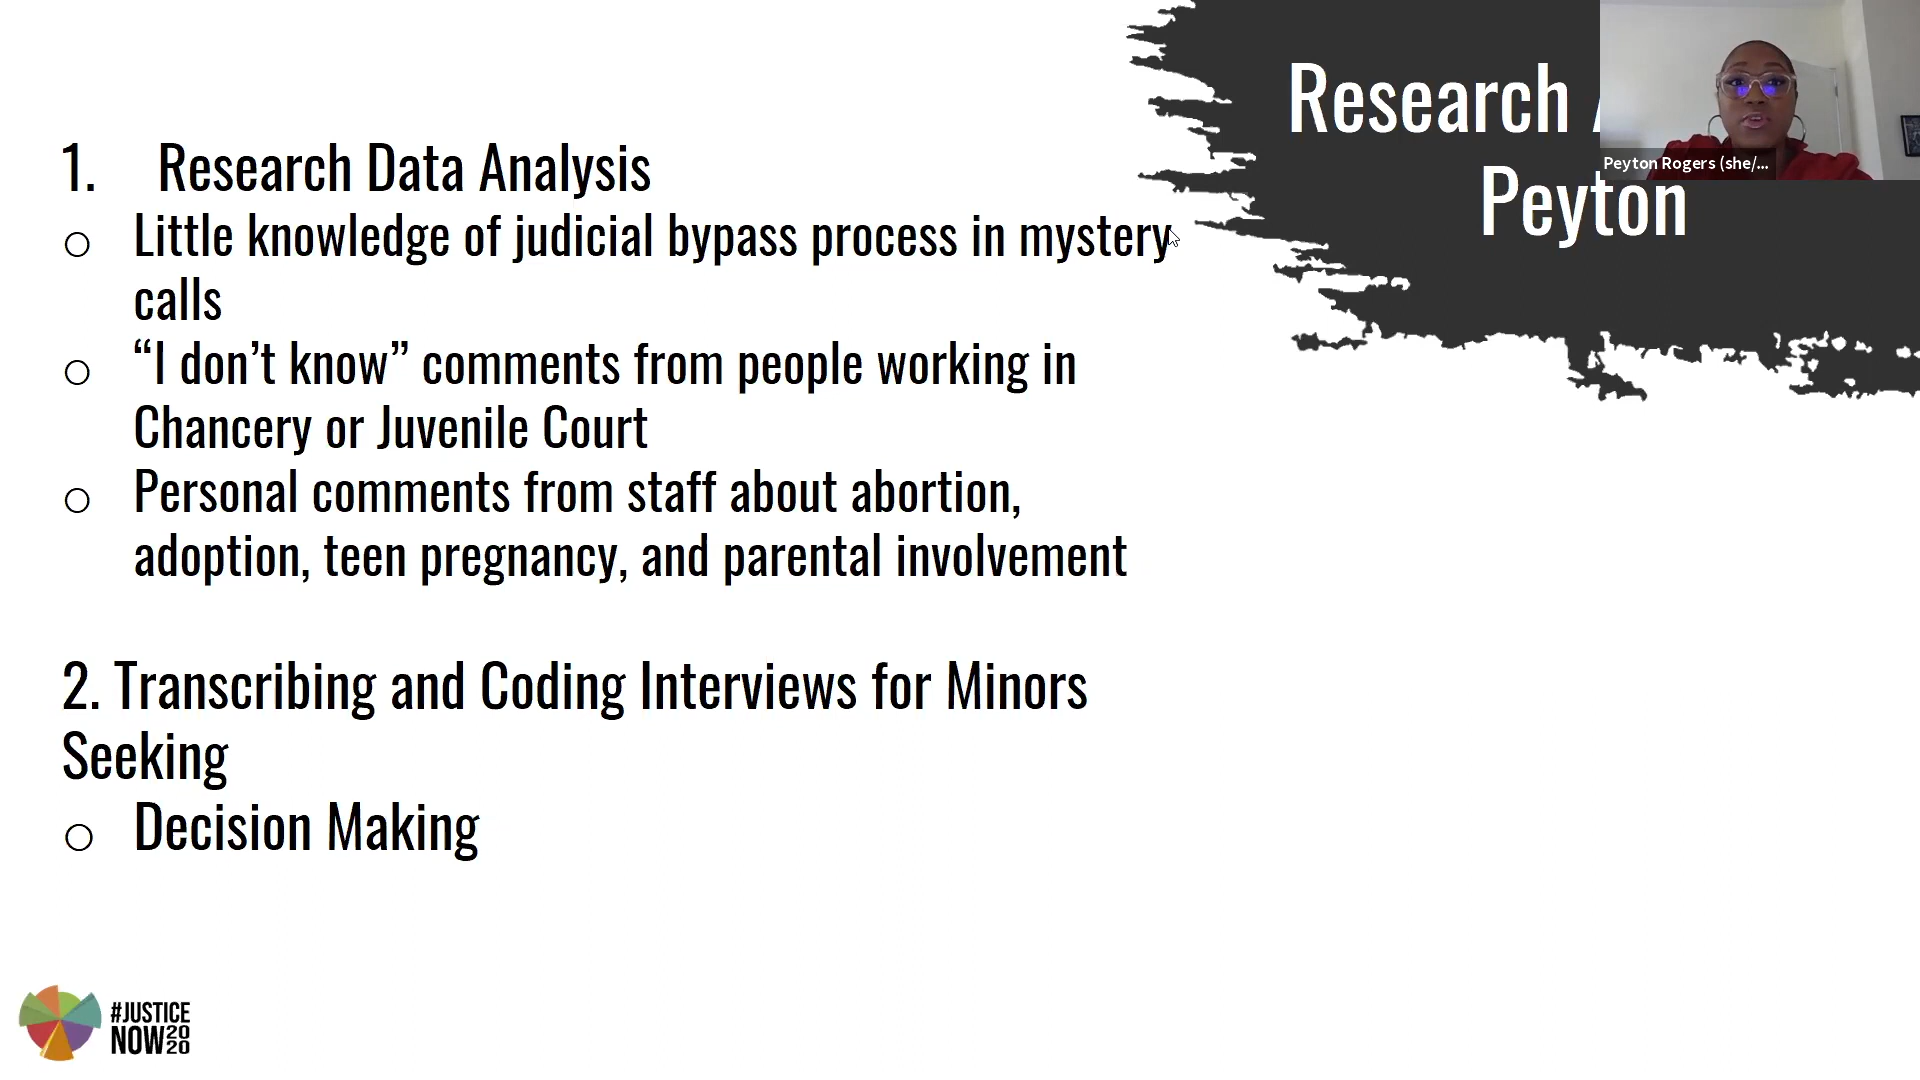 Research
Peyton
Peyton Rogers (she/...
1. Research Data Analysis
o Little knowledge of judicial bypass process in mystery
calls
o “I don’t know” comments from people working in
Chancery or Juvenile Court
o Personal comments from staff about abortion,
adoption, teen pregnancy, and parental involvement
2. Transcribing and Coding Interviews for Minors
Seeking
o Decision Making
#JUSTICE
NOW 20
20